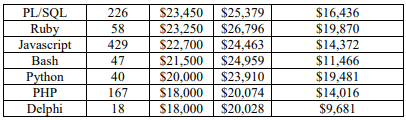 PL/SQL 226 $23,450 $25,379 $16,436
Ruby 58 $23,250 $26,796 $19,870
Javascript 429 $22,700 $24,463 $14,372
Bash 47 $21,500 $24,959 $11,466
Python 40 $20,000 $23,910 $19,481
PHP 167 $18,000 $20,074 $14,016
Delphi 18 $18,000 $20,028 $9,681